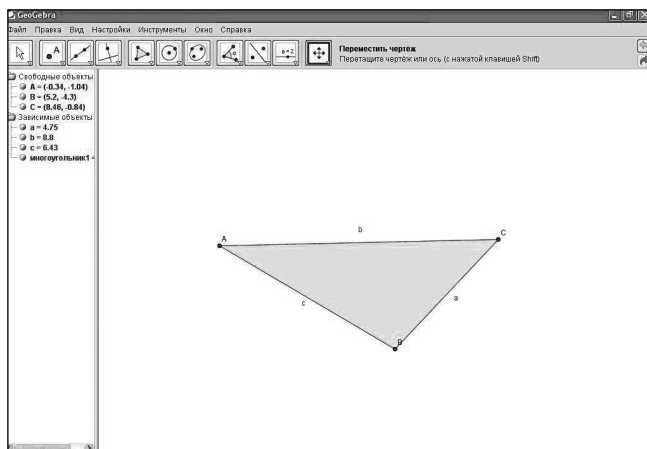 GeoGebra
Файл Правка Вид Настройки Инструменты Окно Справка
A
a=2
Переместить чертеж
Перетащите чертёж или ось (с нажатой клавишей Shift)
Свободные объекты
A = (-0.34, -1.04)
B = (5.2, -4.3)
C = (8.46, -0.84)
Зависимые объекты
a = 4.75
b = 8.8
c = 6.43
многоугольник1 =
b
A
C
c
a
B